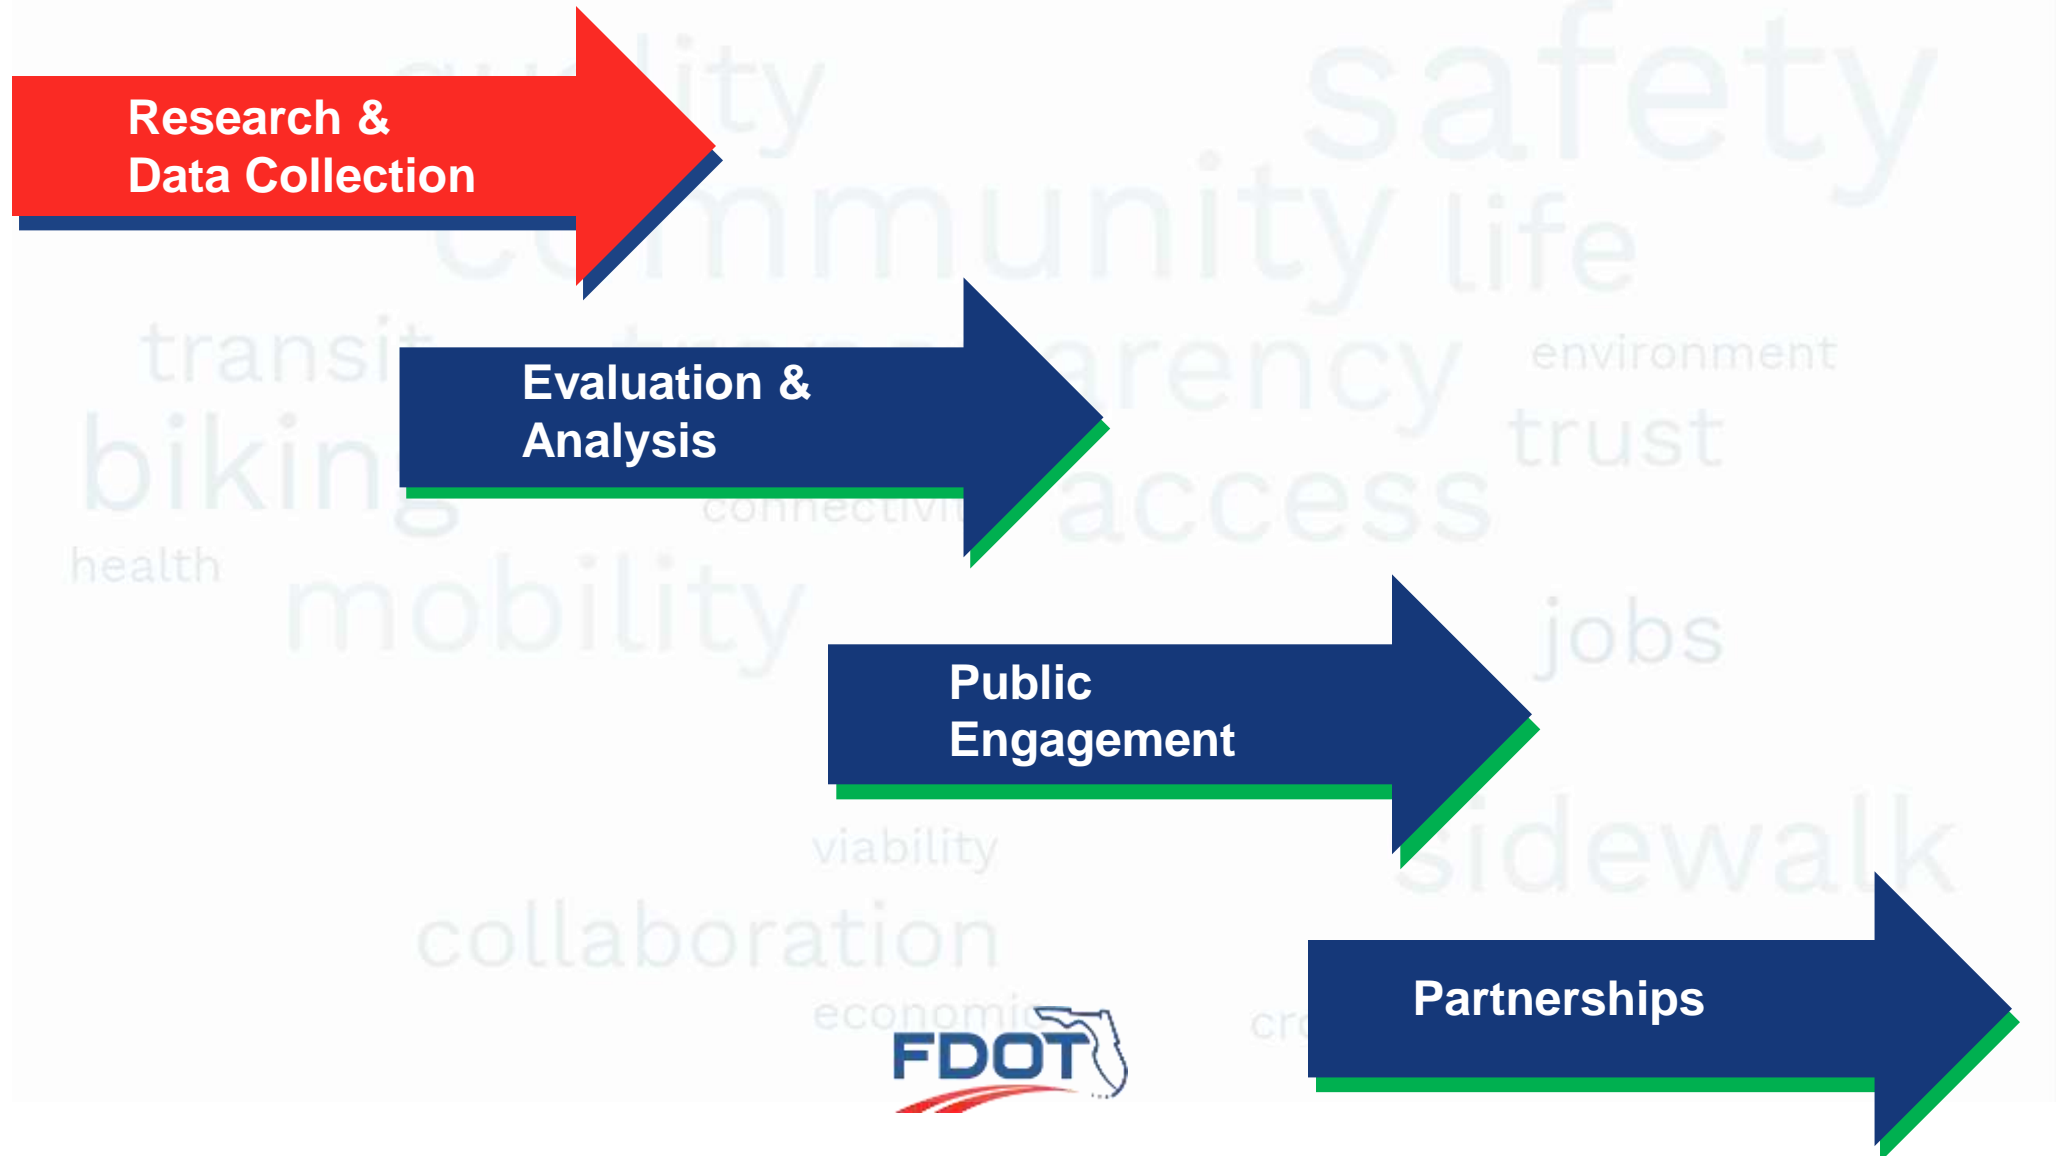 safety
community life
Research &
Data Collection
transit
environment
Evaluation &
Analysis
biking
trust
access
health
mobility
jobs
Public
Engagement
sidewalk
viability
collaboration
Partnerships
economic
FDOT